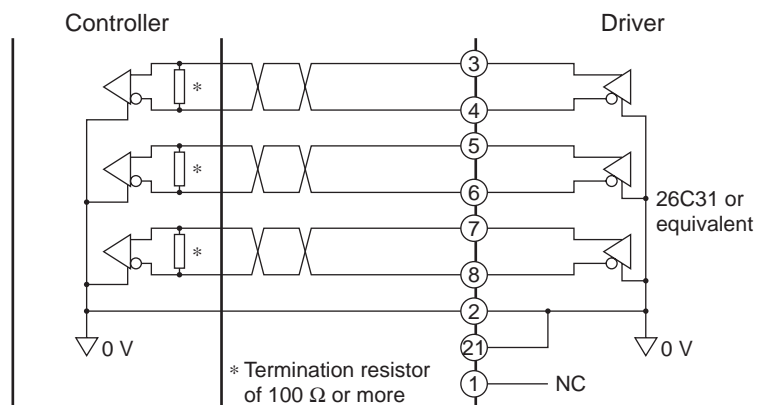 Controller
Driver
3
*
4
5
*
6
26C31 or
equivalent
7
*
8
2
0 V
0 V
21
* Termination resistor
of 100 Ω or more
1
NC